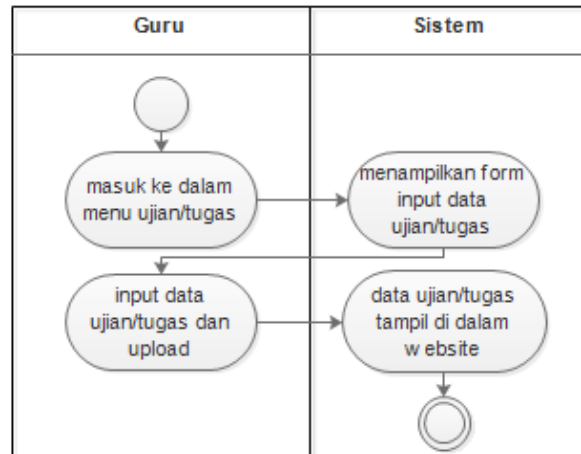 Guru
Sistem
masuk ke dalam
menu ujian/tugas
menampilkan form
input data
ujian/tugas
input data
ujian/tugas dan
upload
data ujian/tugas
tampil di dalam
w ebsite